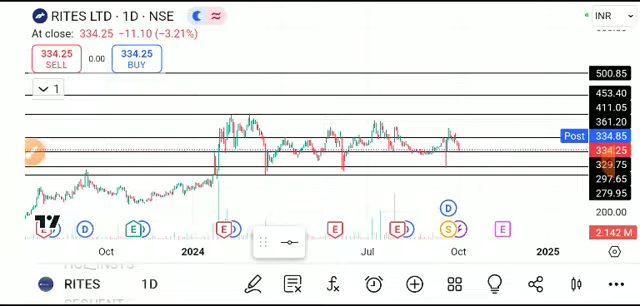 RITES LTD · 1D · NSE
INR
At close: 334.25 −11.10 (−3.21%)
334.25 SELL
0.00
334.25 BUY
1
500.85
453.40
411.05
361.20
Post 334.85
334.25
329.75
297.65
279.95
200.00
2.142 M
D
E
D
E
E
E
E
S
D
E
Oct
2024
Jul
Oct
2025
RITES
1D